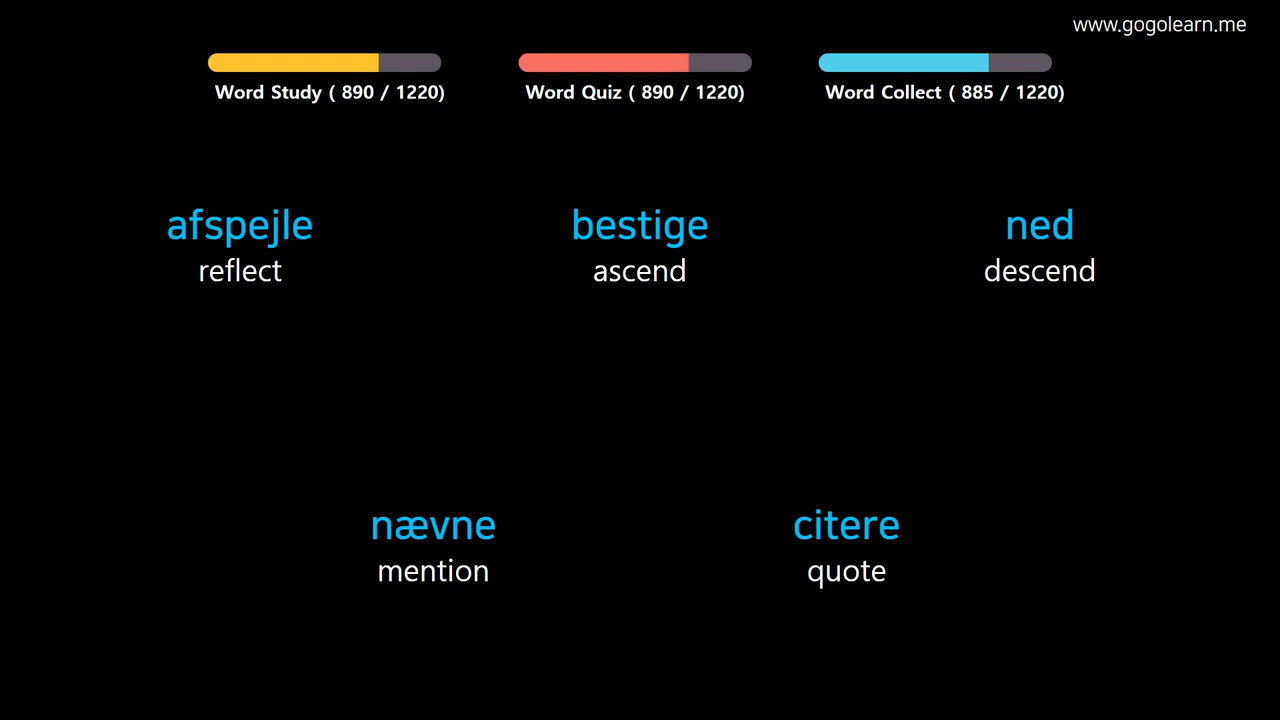 www.gogolearn.me
Word Study ( 890 / 1220)
Word Quiz ( 890 / 1220)
Word Collect ( 885 / 1220)
afspejle
reflect
bestige
ascend
ned
descend
nævne
mention
citere
quote